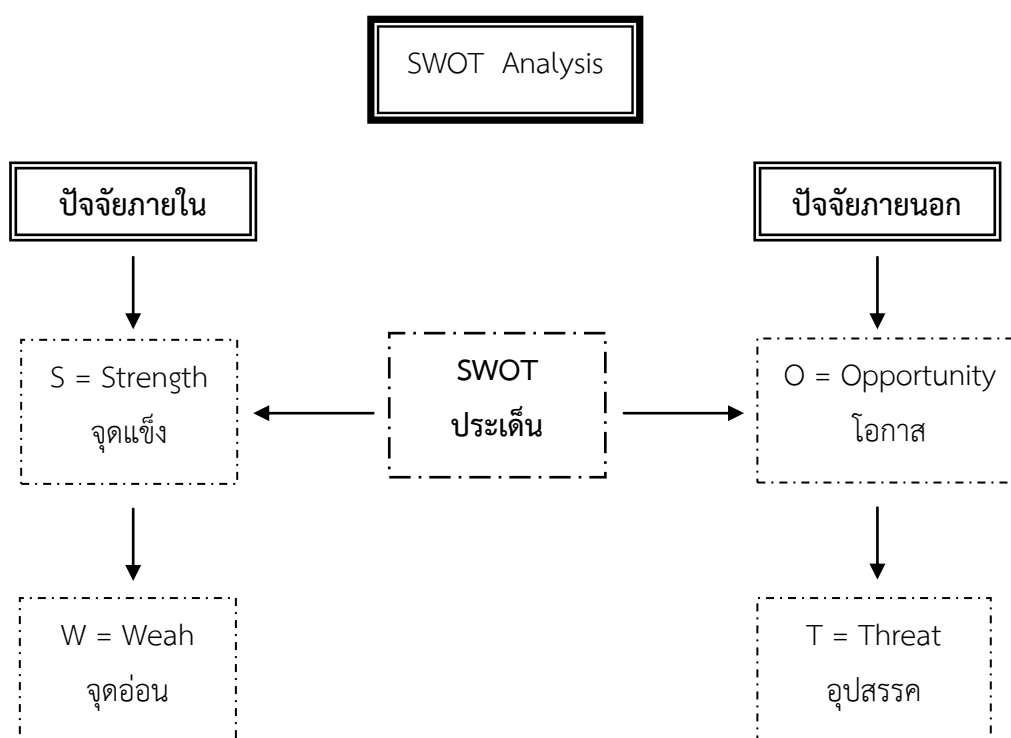 SWOT Analysis
ปัจจัยภายใน
ปัจจัยภายนอก
S = Strength
จุดแข็ง
SWOT
ประเด็น
O = Opportunity
โอกาส
W = Weah
จุดอ่อน
T = Threat
อุปสรรค